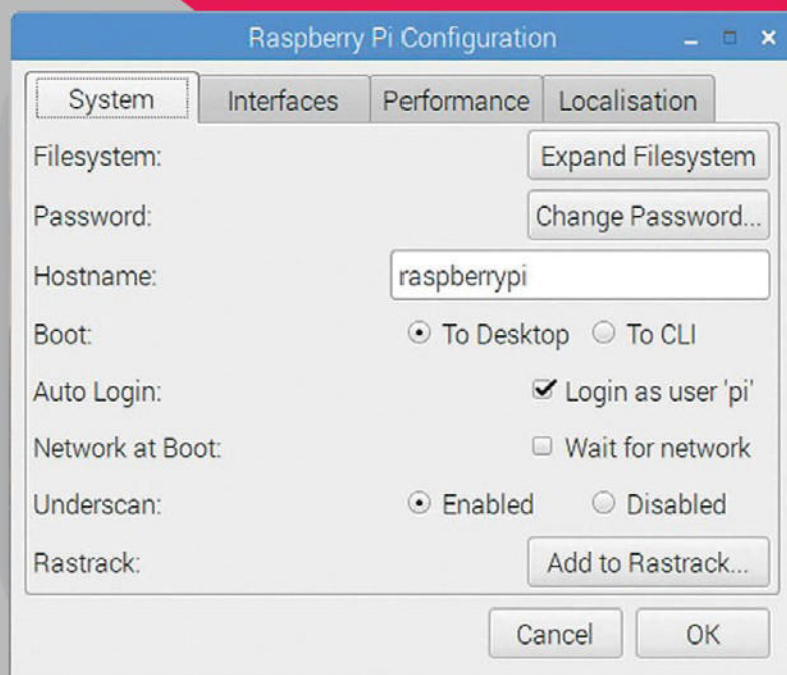 Raspberry Pi Configuration
System Interfaces Performance Localisation
Filesystem: Expand Filesystem
Password: Change Password...
Hostname: raspberrypi
Boot: To Desktop To CLI
Auto Login: Login as user 'pi'
Network at Boot: Wait for network
Underscan: Enabled Disabled
Rastrack: Add to Rastrack...
Cancel OK